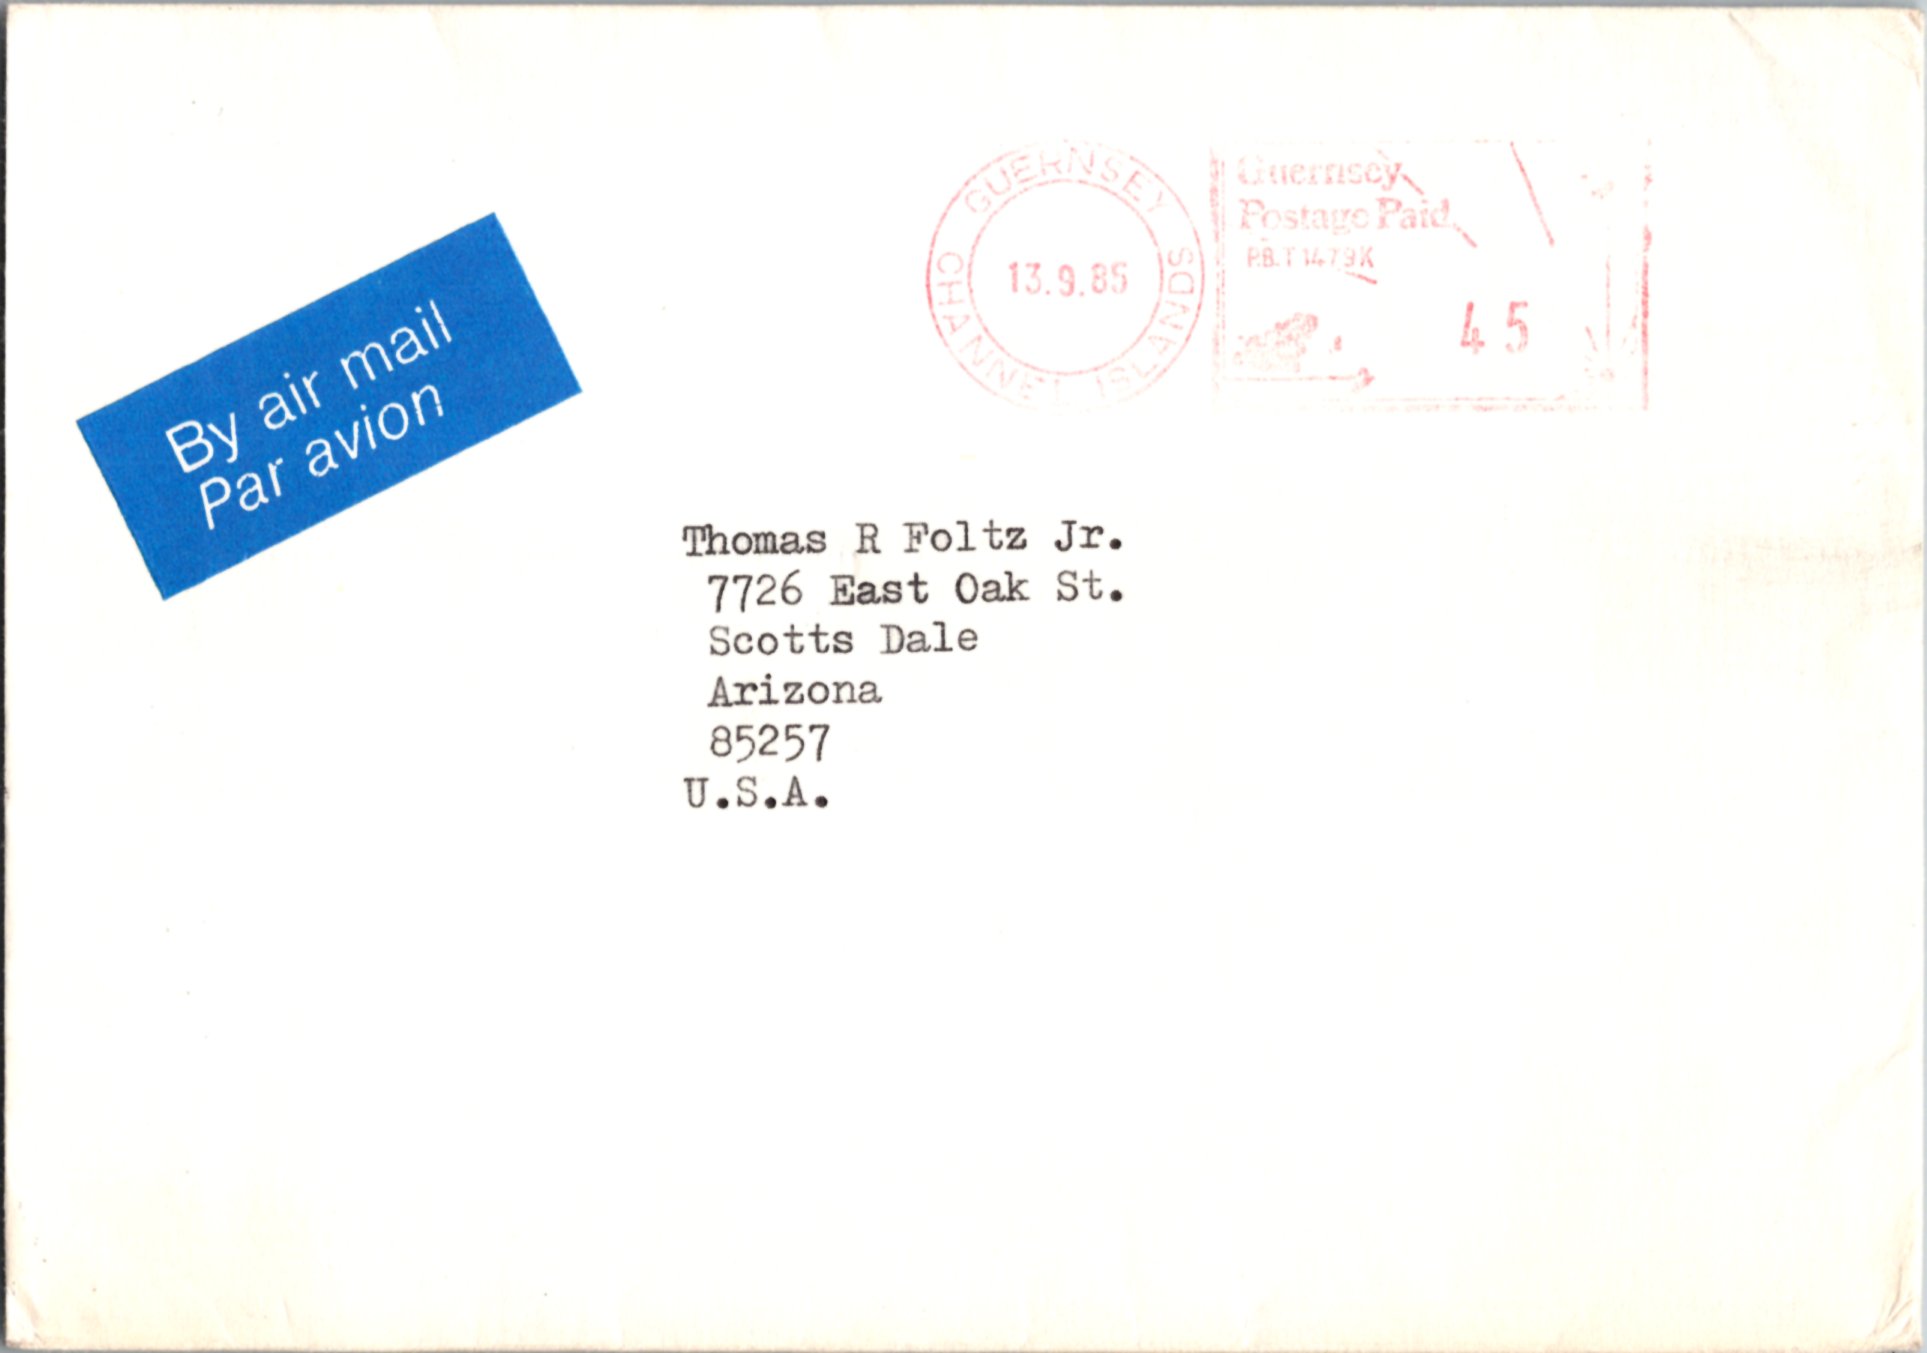 By air mail
Par avion
GUERNSEY
CHANNEL ISLANDS
13.9.85
Guernsey
Postage Paid
P.B.T 1479K
45
Thomas R Foltz Jr.
7726 East Oak St.
Scotts Dale
Arizona
85257
U.S.A.